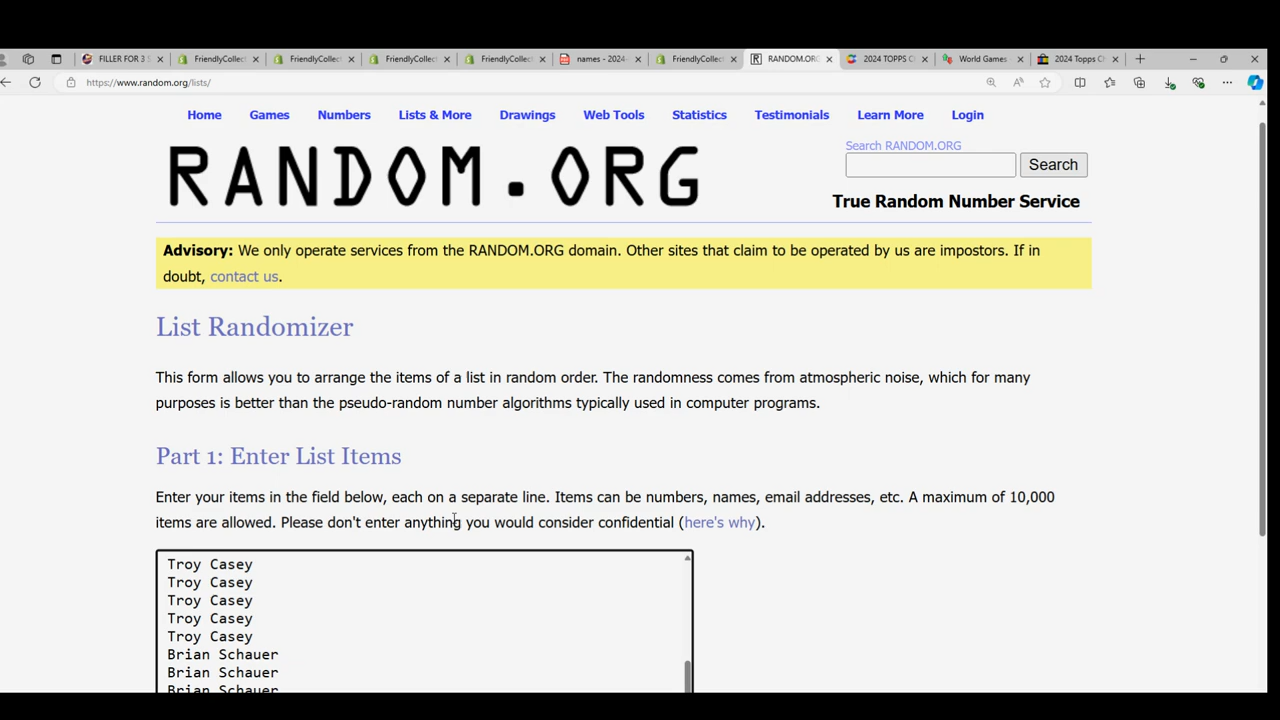 FILLER FOR 3 S
FriendlyCollect
FriendlyCollect
FriendlyCollect
FriendlyCollect
names - 2024-
FriendlyCollect
RANDOM.ORG
2024 TOPPS C
World Games
2024 Topps Ch
https://www.random.org/lists/
Home
Games
Numbers
Lists & More
Drawings
Web Tools
Statistics
Testimonials
Learn More
Login
RANDOM.ORG
Search RANDOM.ORG
Search
True Random Number Service
Advisory: We only operate services from the RANDOM.ORG domain. Other sites that claim to be operated by us are impostors. If in
doubt, contact us.
List Randomizer
This form allows you to arrange the items of a list in random order. The randomness comes from atmospheric noise, which for many
purposes is better than the pseudo-random number algorithms typically used in computer programs.
Part 1: Enter List Items
Enter your items in the field below, each on a separate line. Items can be numbers, names, email addresses, etc. A maximum of 10,000
items are allowed. Please don't enter anything you would consider confidential (here's why).
Troy Casey
Troy Casey
Troy Casey
Troy Casey
Troy Casey
Brian Schauer
Brian Schauer
Brian Schauer